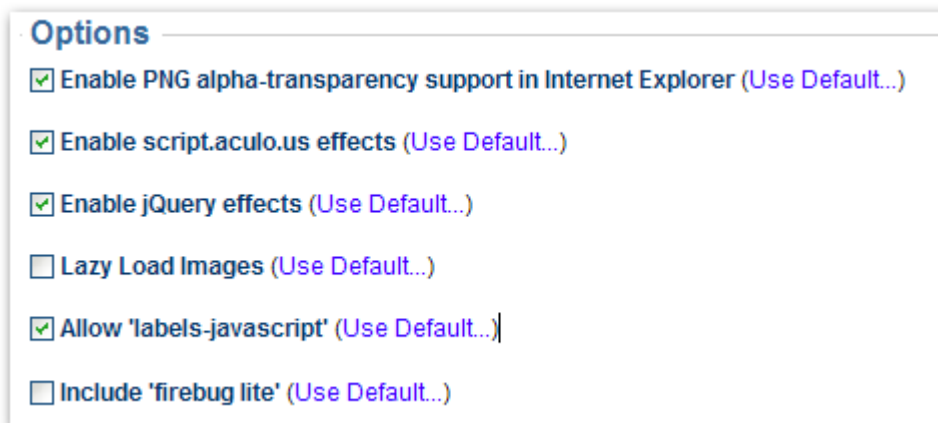 Options
Enable PNG alpha-transparency support in Internet Explorer (Use Default...)
Enable script.aculo.us effects (Use Default...)
Enable jQuery effects (Use Default...)
Lazy Load Images (Use Default...)
Allow 'labels-javascript' (Use Default...)
Include 'firebug lite' (Use Default...)